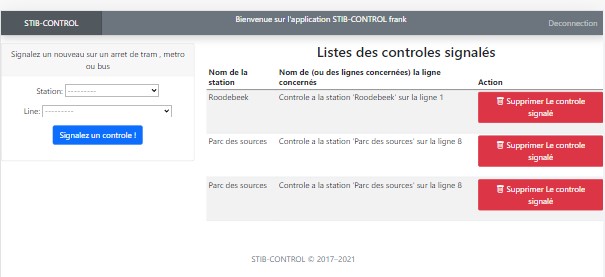 STIB-CONTROL
Bienvenue sur l'application STIB-CONTROL frank
Deconnection
Signalez un nouveau sur un arret de tram , metro
ou bus
Station: ---------
Line: ---------
Signalez un controle !
Listes des controles signalés
Nom de la
station
Nom de (ou des lignes concernées) la ligne
concernés
Action
Roodebeek
Controle a la station 'Roodebeek' sur la ligne 1
Supprimer Le controle
signalé
Parc des sources
Controle a la station 'Parc des sources' sur la ligne 8
Supprimer Le controle
signalé
Parc des sources
Controle a la station 'Parc des sources' sur la ligne 8
Supprimer Le controle
signalé
STIB-CONTROL © 2017–2021